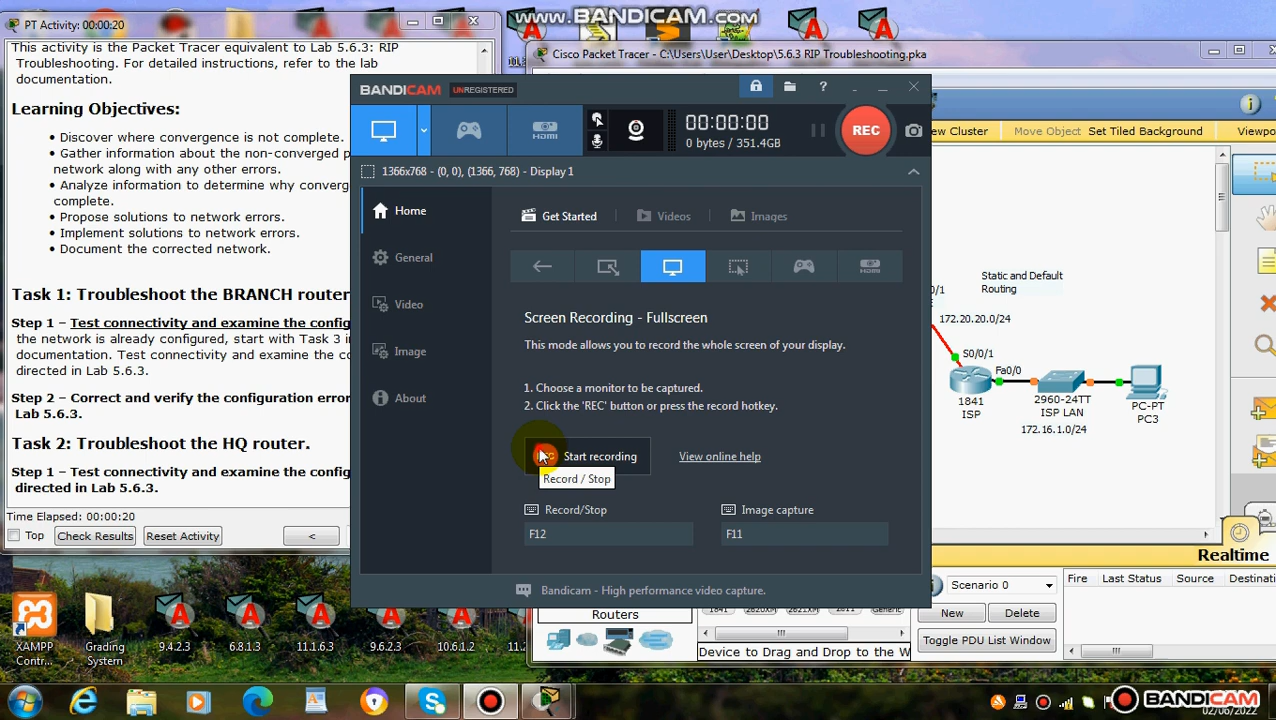 www.BANDICAM.com
PT Activity: 00:00:20
This activity is the Packet Tracer equivalent to Lab 5.6.3: RIP
Troubleshooting. For detailed instructions, refer to the lab
documentation.
Learning Objectives:
Discover where convergence is not complete.
Gather information about the non-converged p
network along with any other errors.
Analyze information to determine why converg
complete.
Propose solutions to network errors.
Implement solutions to network errors.
Document the corrected network.
Task 1: Troubleshoot the BRANCH router
Step 1 – Test connectivity and examine the config
the network is already configured, start with Task 3 i
documentation. Test connectivity and examine the co
directed in Lab 5.6.3.
Step 2 – Correct and verify the configuration error
Lab 5.6.3.
Task 2: Troubleshoot the HQ router.
Step 1 – Test connectivity and examine the config
directed in Lab 5.6.3.
Time Elapsed: 00:00:20
Top
Check Results
Reset Activity
<
Cisco Packet Tracer - C:\Users\User\Desktop\5.6.3 RIP Troubleshooting.pka
BANDICAM
UNREGISTERED
?
HDMI
00:00:00
0 bytes / 351.4GB
REC
1366x768 - (0, 0), (1366, 768) - Display 1
Home
General
Video
Image
About
Get Started
Videos
Images
HDMI
Screen Recording - Fullscreen
This mode allows you to record the whole screen of your display.
1. Choose a monitor to be captured.
2. Click the 'REC' button or press the record hotkey.
Start recording
View online help
Record / Stop
Record/Stop
Image capture
F12
F11
Bandicam - High performance video capture.
ew Cluster
Move Object
Set Tiled Background
Viewpo
Static and Default
Routing
0/1
172.20.20.0/24
S0/0/1
Fa0/0
1841
ISP
2960-24TT
ISP LAN
172.16.1.0/24
PC-PT
PC3
Realtime
Scenario 0
New
Delete
Toggle PDU List Window
Fire
Last Status
Source
Destinati
Routers
1841
2620XM
2621XM
2811
Generic
Device to Drag and Drop to the W
XAMPP
Contr...
Grading
System
9.4.2.3
6.8.1.3
11.1.6.3
9.6.2.3
10.6.1.2
BANDICAM
02/06/2022